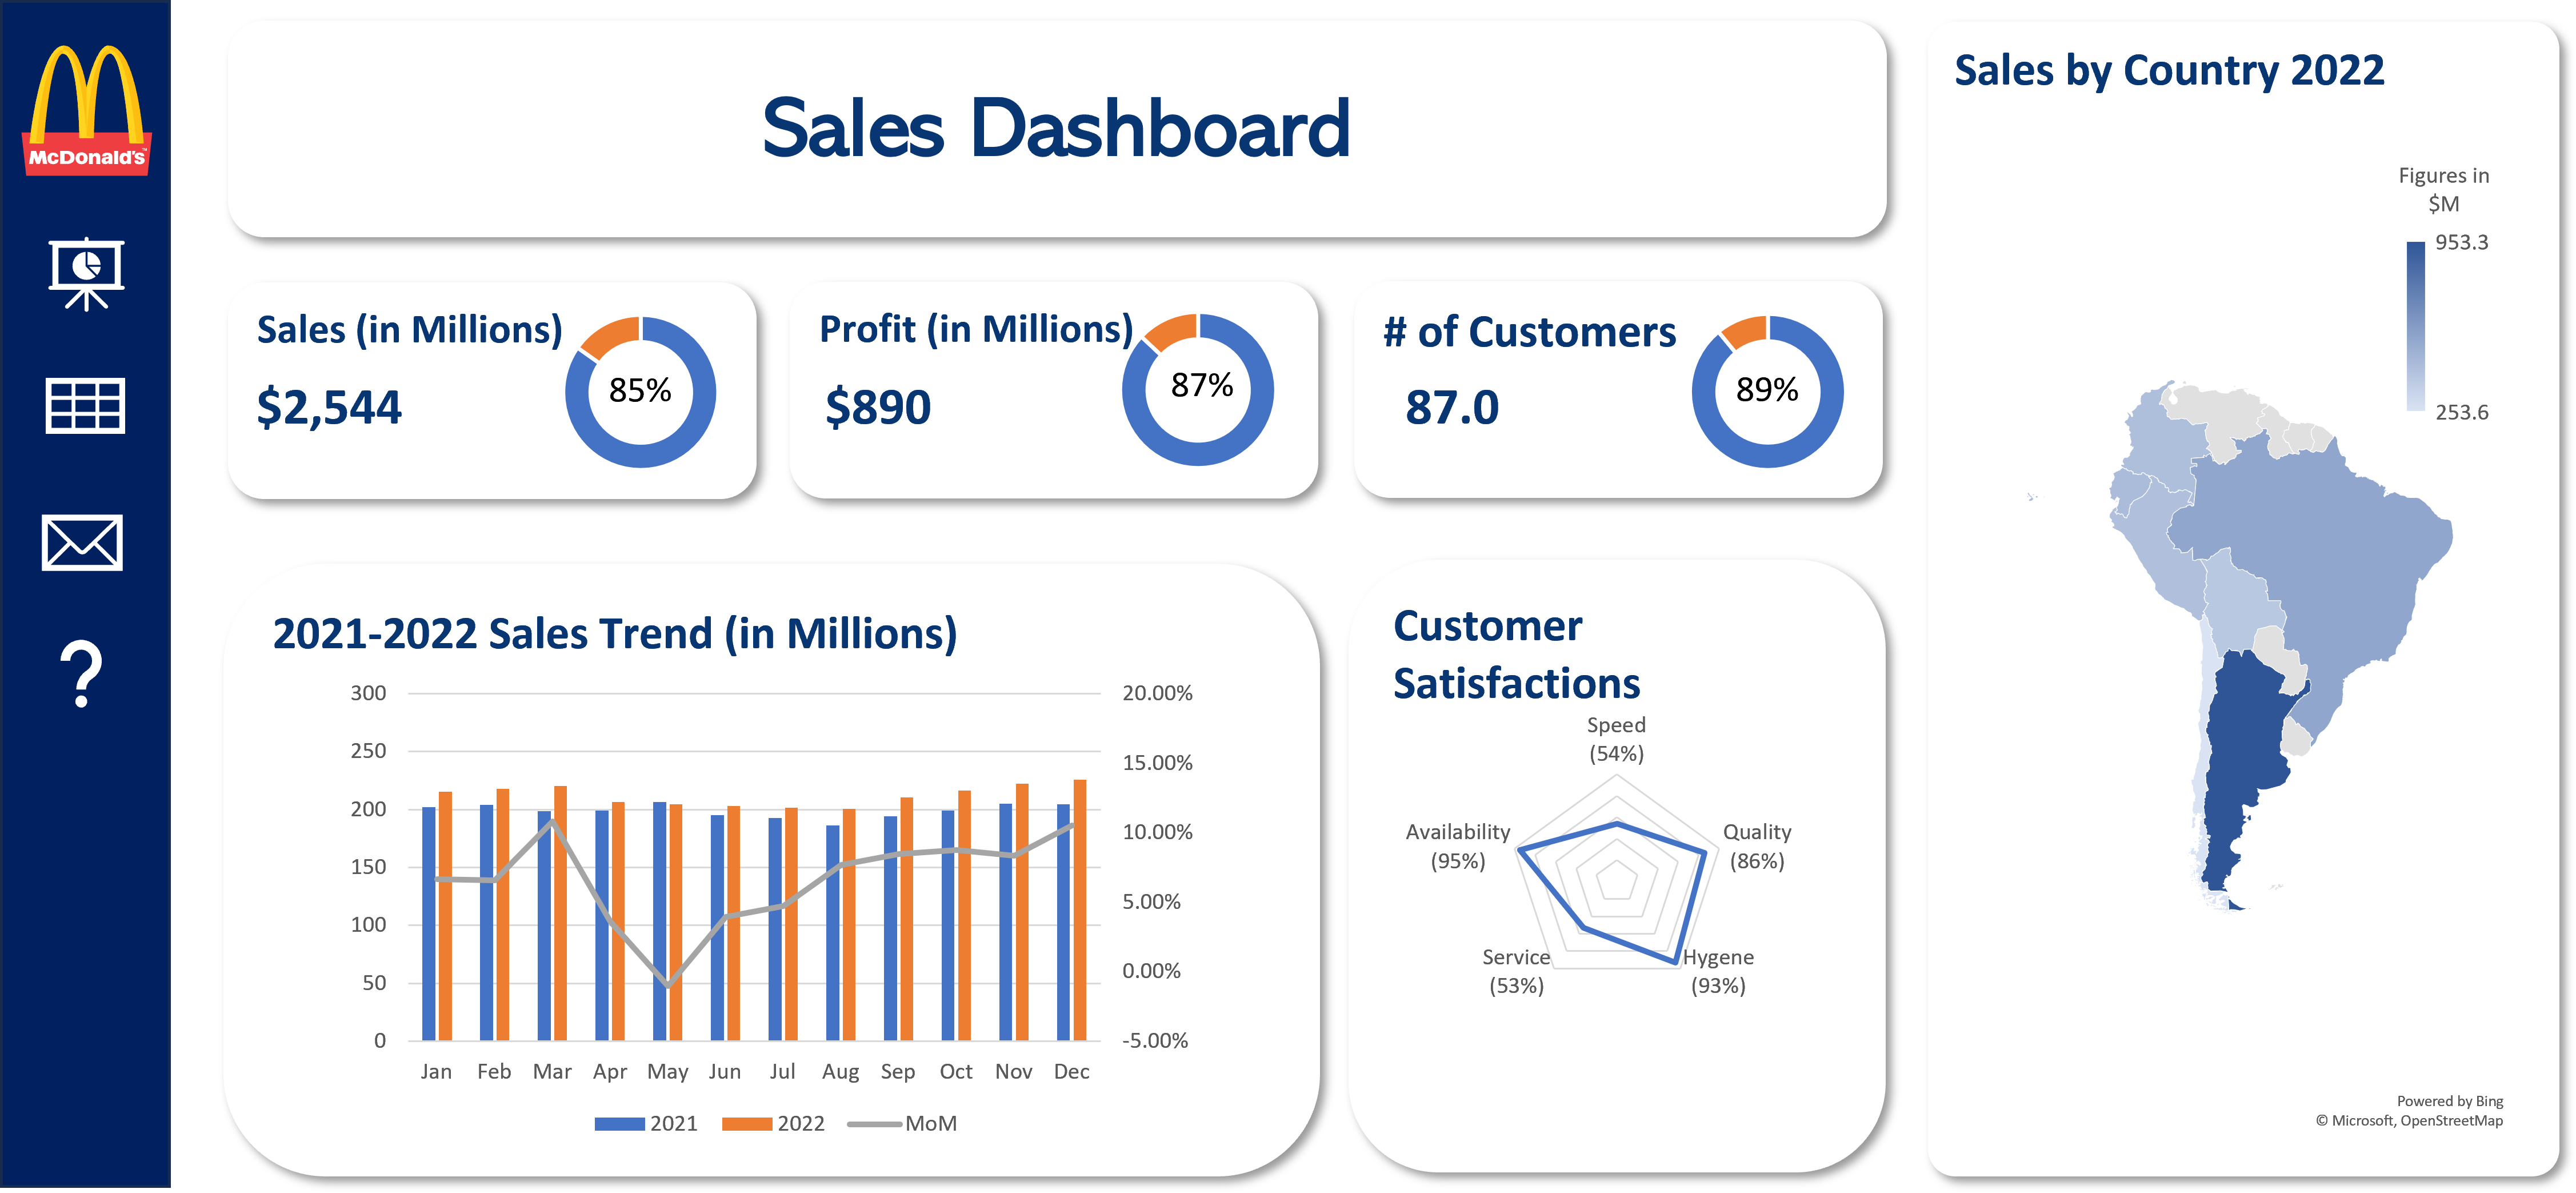 McDonald's™
Sales Dashboard
Sales (in Millions)
$2,544
85%
Profit (in Millions)
$890
87%
# of Customers
87.0
89%
2021-2022 Sales Trend (in Millions)
300
250
200
150
100
50
0
20.00%
15.00%
10.00%
5.00%
0.00%
-5.00%
Jan Feb Mar Apr May Jun Jul Aug Sep Oct Nov Dec
2021 2022 MoM
Customer
Satisfactions
Speed
(54%)
Quality
(86%)
Hygene
(93%)
Service
(53%)
Availability
(95%)
Sales by Country 2022
Figures in
$M
953.3
253.6
Powered by Bing
© Microsoft, OpenStreetMap